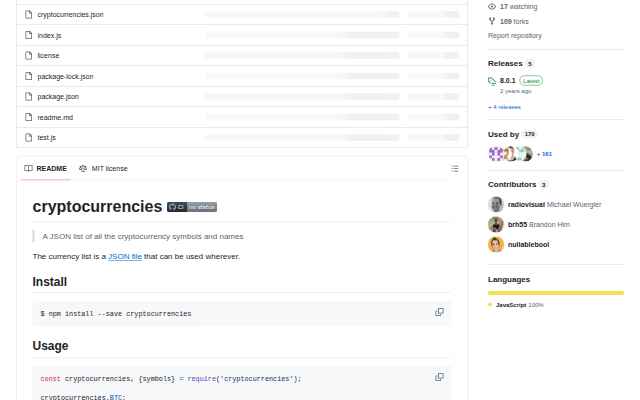 cryptocurrencies.json
index.js
license
package-lock.json
package.json
readme.md
test.js
README
MIT license
cryptocurrencies
CI no status
A JSON list of all the cryptocurrency symbols and names
The currency list is a JSON file that can be used wherever.
Install
$ npm install --save cryptocurrencies
Usage
const cryptocurrencies, {symbols} = require('cryptocurrencies');
cryptocurrencies.BTC;
17 watching
109 forks
Report repository
Releases 5
8.0.1 Latest
2 years ago
+ 4 releases
Used by 170
+ 161
Contributors 3
radiovisual Michael Wuergler
brh55 Brandon Him
nullablebool
Languages
JavaScript 100%